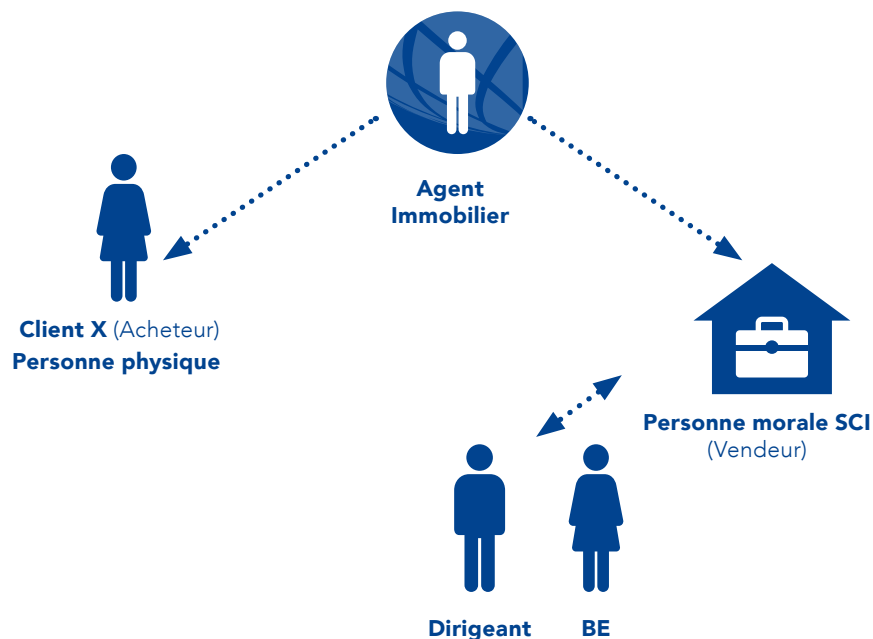 Agent
Immobilier
Client X (Acheteur)
Personne physique
Personne morale SCI
(Vendeur)
Dirigeant
BE